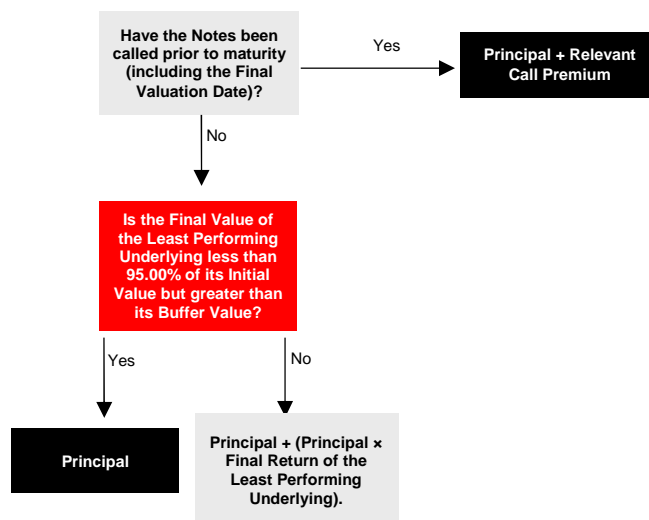 Have the Notes been
called prior to maturity
(including the Final
Valuation Date)?
Yes
Principal + Relevant
Call Premium
No
Is the Final Value of
the Least Performing
Underlying less than
95.00% of its Initial
Value but greater than
its Buffer Value?
Yes
No
Principal
Principal + (Principal ×
Final Return of the
Least Performing
Underlying).